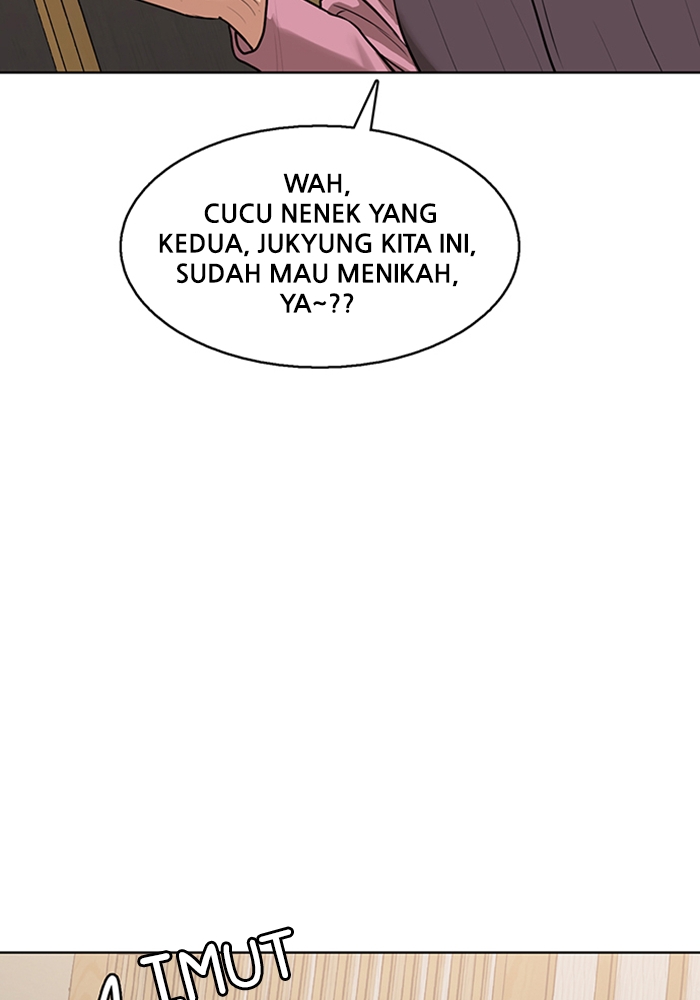 WAH,
CUCU NENEK YANG
KEDUA, JUKYUNG KITA INI,
SUDAH MAU MENIKAH,
YA~??
IMUT